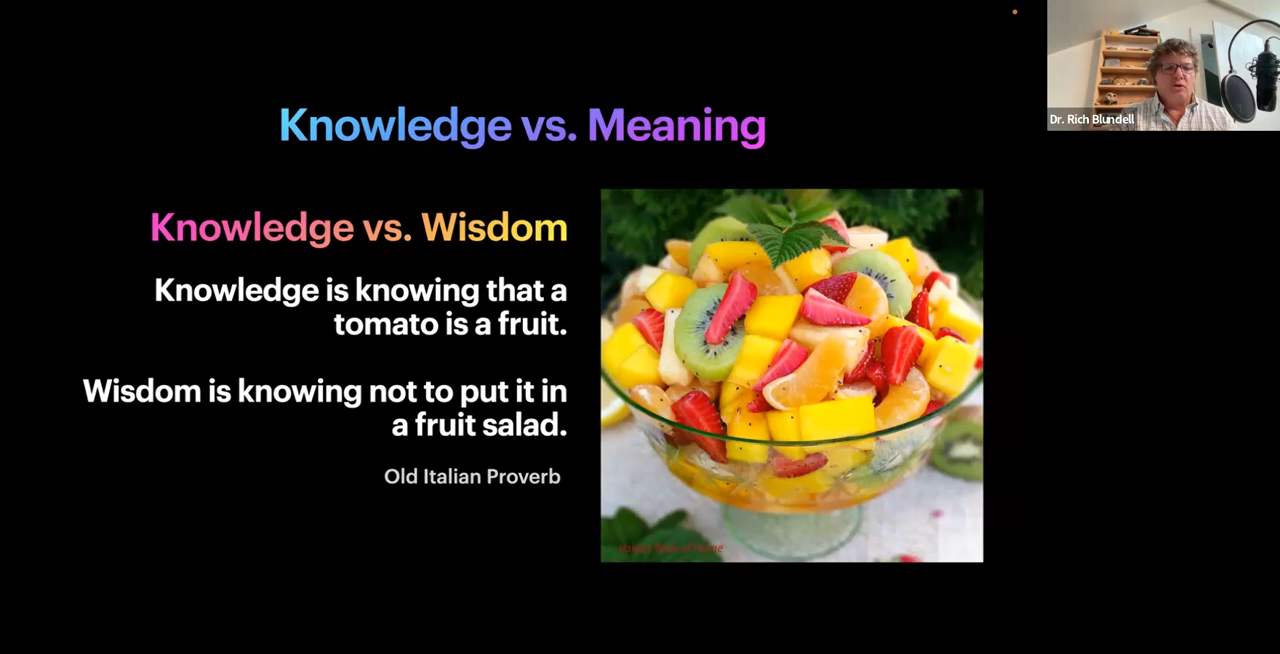 Knowledge vs. Meaning
Knowledge vs. Wisdom
Knowledge is knowing that a
tomato is a fruit.
Wisdom is knowing not to put it in
a fruit salad.
Old Italian Proverb
Dr. Rich Blundell